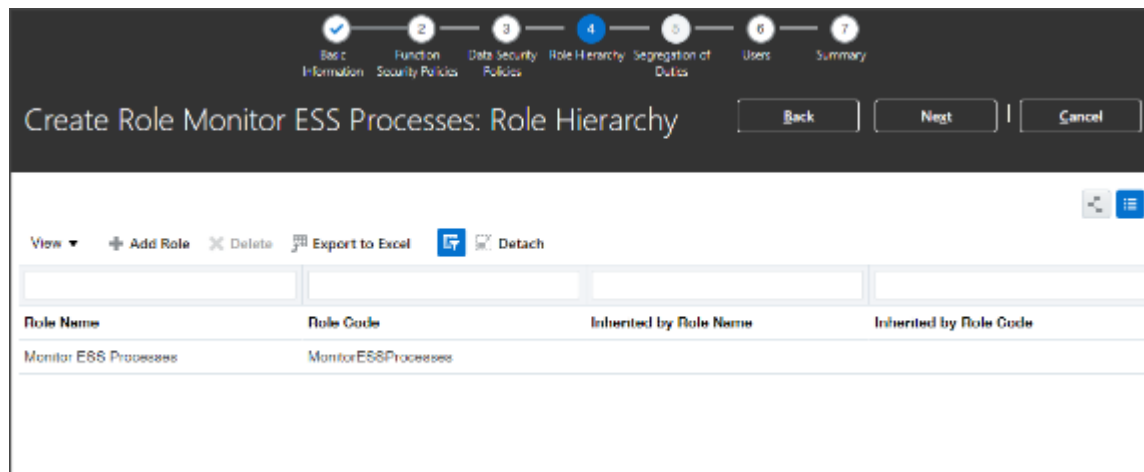 ✓ 2 3 4 5 6 7
Basic Information Function Security Policies Data Security Policies Role Hierarchy Segregation of Duties Users Summary
Create Role Monitor ESS Processes: Role Hierarchy Back Next | Cancel
View ▼ Add Role Delete Export to Excel Detach
Role Name Role Code Inherited by Role Name Inherited by Role Code
Monitor ESS Processes MonitorESSProcesses